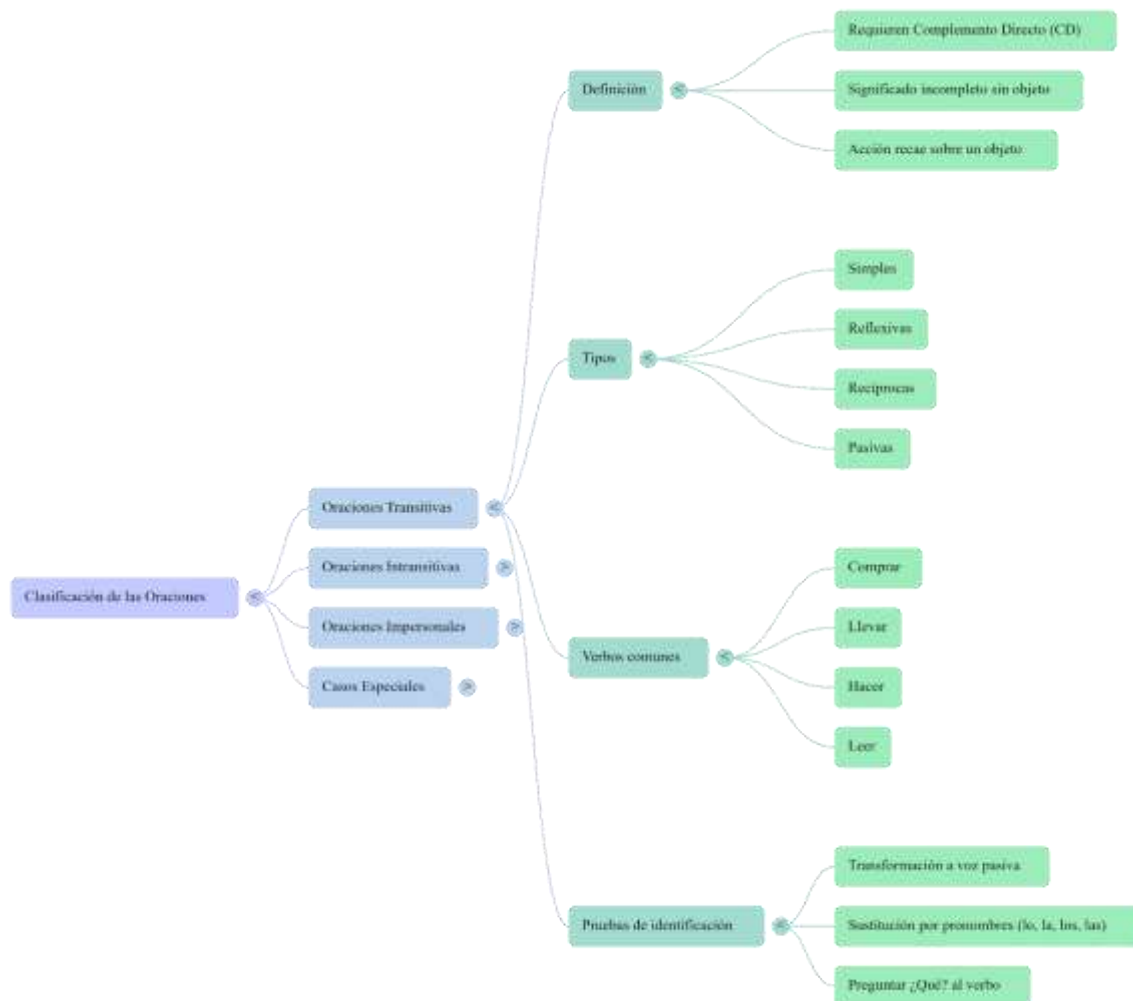 Clasificación de las Oraciones
Oraciones Transitivas
Definición
Requieren Complemento Directo (CD)
Significado incompleto sin objeto
Acción recae sobre un objeto
Tipos
Simples
Reflexivas
Recíprocas
Pasivas
Verbos comunes
Comprar
Llevar
Hacer
Leer
Pruebas de identificación
Transformación a voz pasiva
Sustitución por pronombres (lo, la, los, las)
Preguntar ¿Qué? al verbo
Oraciones Intransitivas
Oraciones Impersonales
Casos Especiales